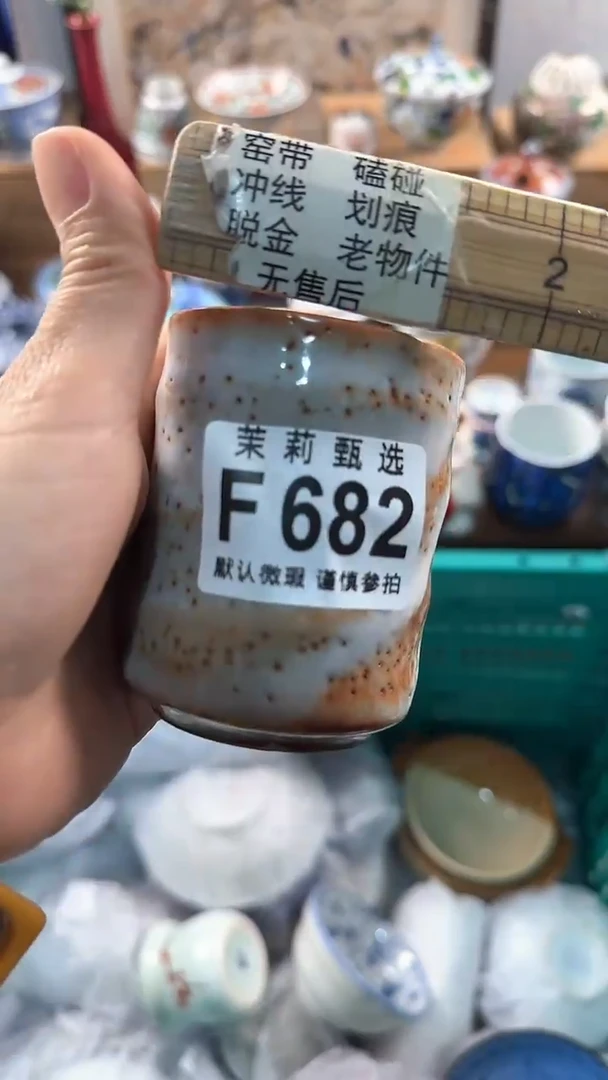 窑带 磕碰
冲线 划痕
脱金 老物件
无售后
2
茉莉甄选
F 682
默认微瑕 谨慎参拍